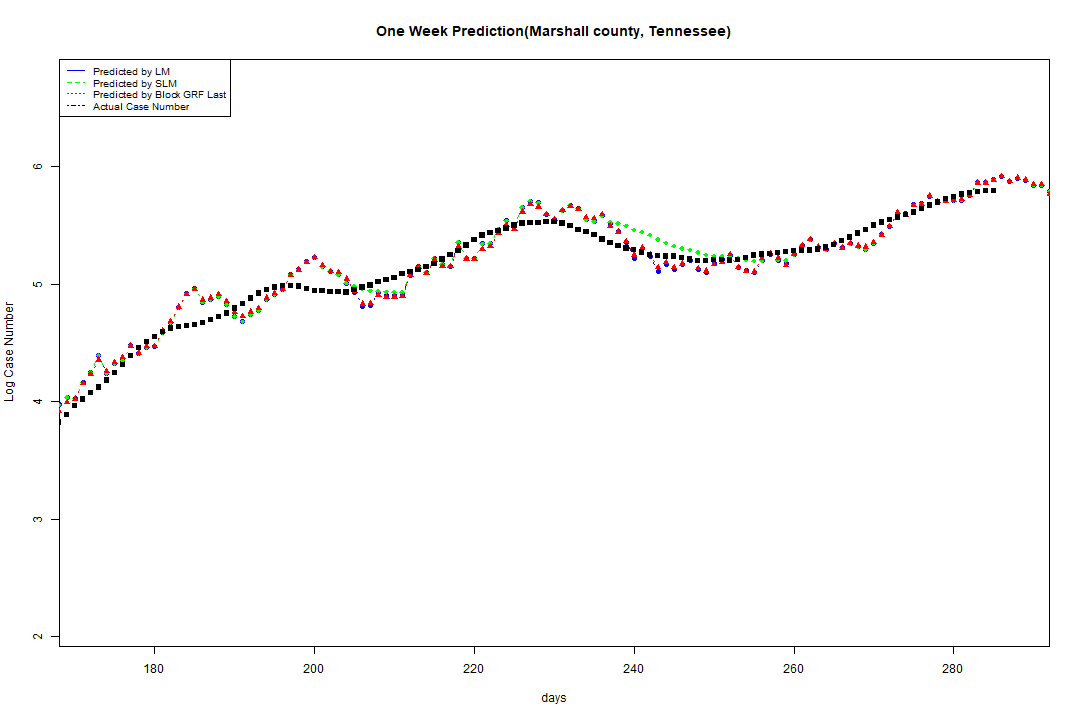 One Week Prediction(Marshall county, Tennessee)
Predicted by LM
Predicted by SLM
Predicted by Block GRF Last
Actual Case Number
6
5
4
3
2
Log Case Number
180 200 220 240 260 280
days